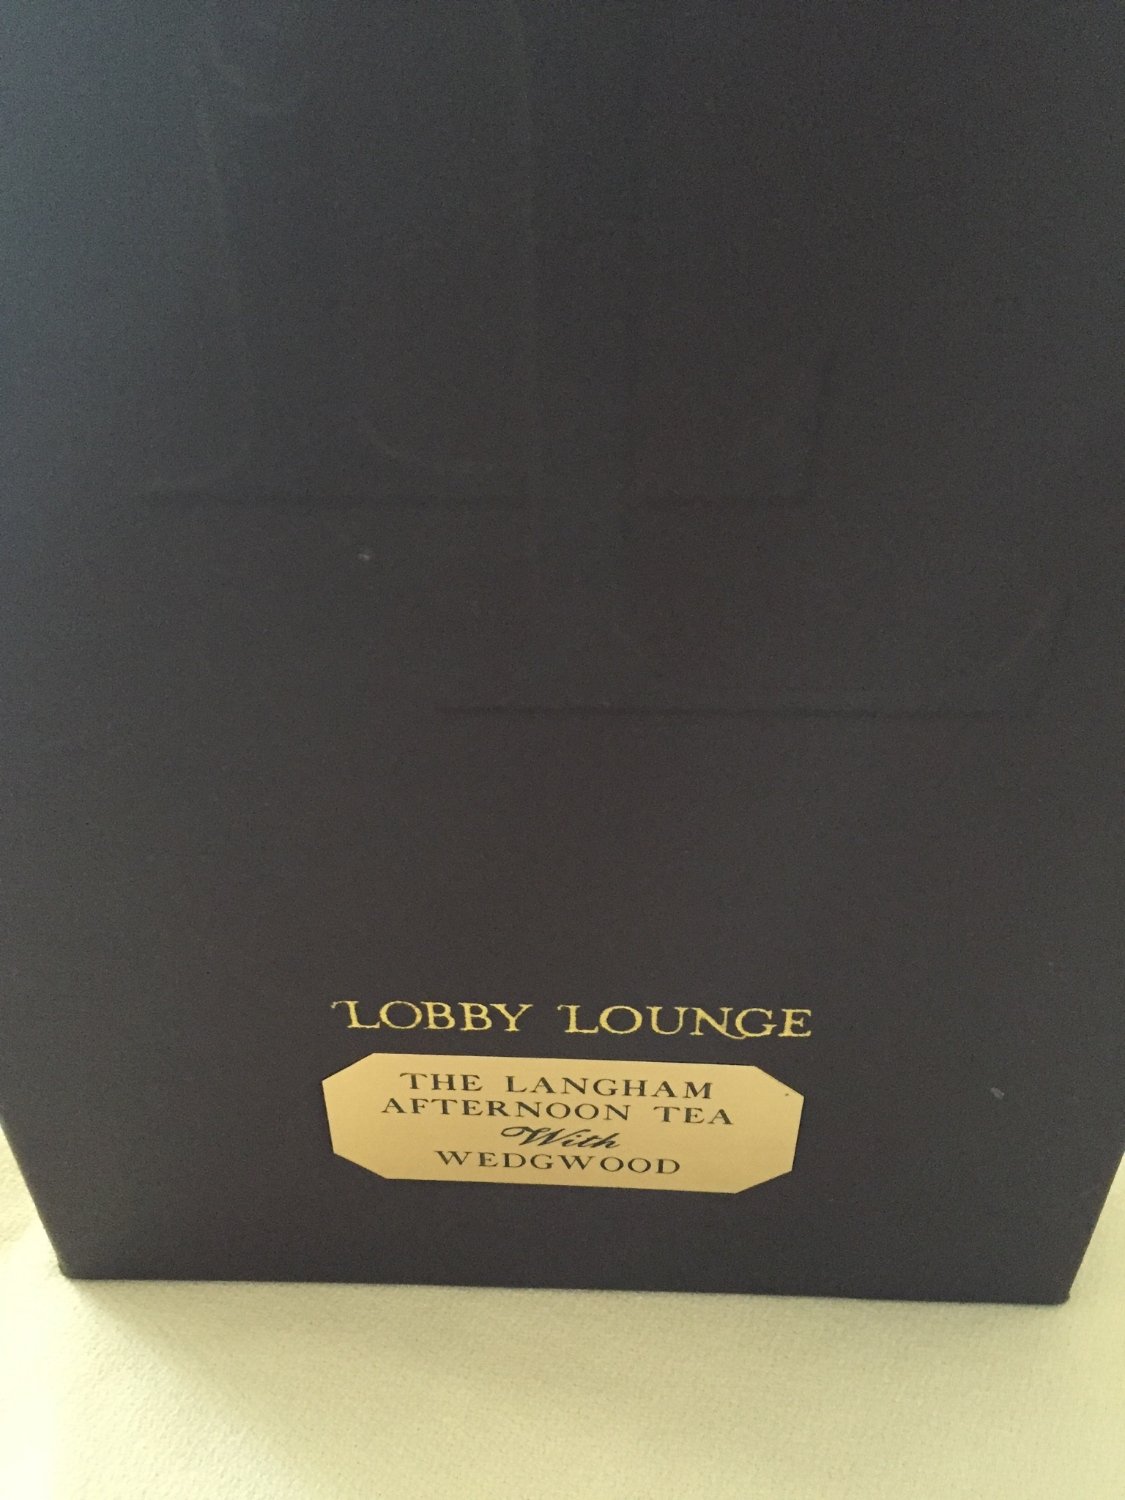 LOBBY LOUNGE
THE LANGHAM
AFTERNOON TEA
With
WEDGWOOD